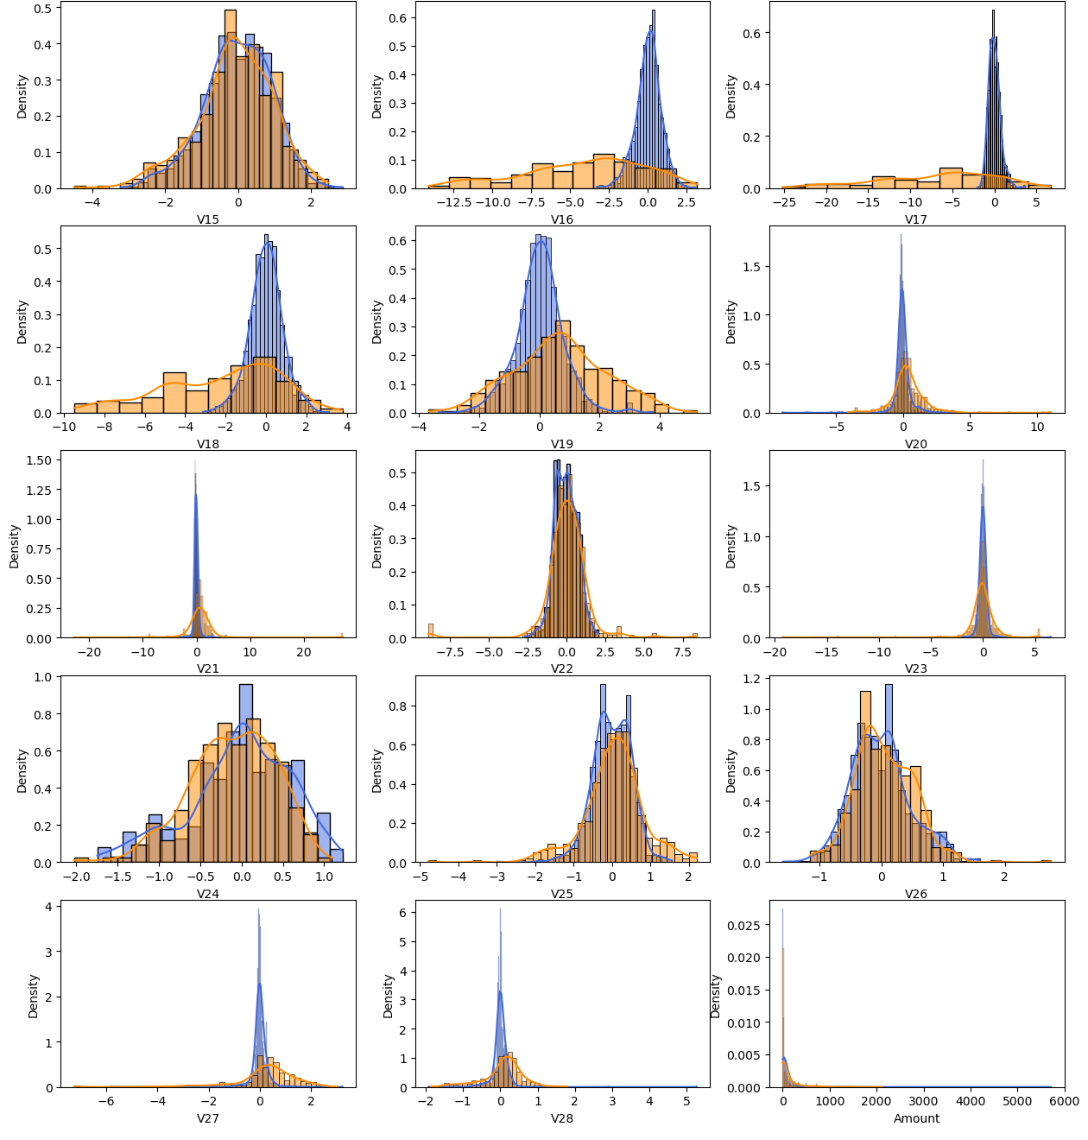 0.5
0.4
0.3
0.2
0.1
0.0
Density
−4 −2 0 2
V15
0.6
0.5
0.4
0.3
0.2
0.1
0.0
Density
−12.5 −10.0 −7.5 −5.0 −2.5 0.0 2.5
V16
0.6
0.4
0.2
0.0
Density
−25 −20 −15 −10 −5 0 5
V17
0.5
0.4
0.3
0.2
0.1
0.0
Density
−10 −8 −6 −4 −2 0 2 4
V18
0.6
0.5
0.4
0.3
0.2
0.1
0.0
Density
−4 −2 0 2 4
V19
1.5
1.0
0.5
0.0
Density
−5 0 5 10
V20
1.50
1.25
1.00
0.75
0.50
0.25
0.00
Density
−20 −10 0 10 20
V21
0.5
0.4
0.3
0.2
0.1
0.0
Density
−7.5 −5.0 −2.5 0.0 2.5 5.0 7.5
V22
1.5
1.0
0.5
0.0
Density
−20 −15 −10 −5 0 5
V23
1.0
0.8
0.6
0.4
0.2
0.0
Density
−2.0 −1.5 −1.0 −0.5 0.0 0.5 1.0
V24
0.8
0.6
0.4
0.2
0.0
Density
−5 −4 −3 −2 −1 0 1 2
V25
1.2
1.0
0.8
0.6
0.4
0.2
0.0
Density
−1 0 1 2
V26
4
3
2
1
0
Density
−6 −4 −2 0 2
V27
6
5
4
3
2
1
0
Density
−2 −1 0 1 2 3 4 5
V28
0.025
0.020
0.015
0.010
0.005
0.000
Density
0 1000 2000 3000 4000 5000 6000
Amount